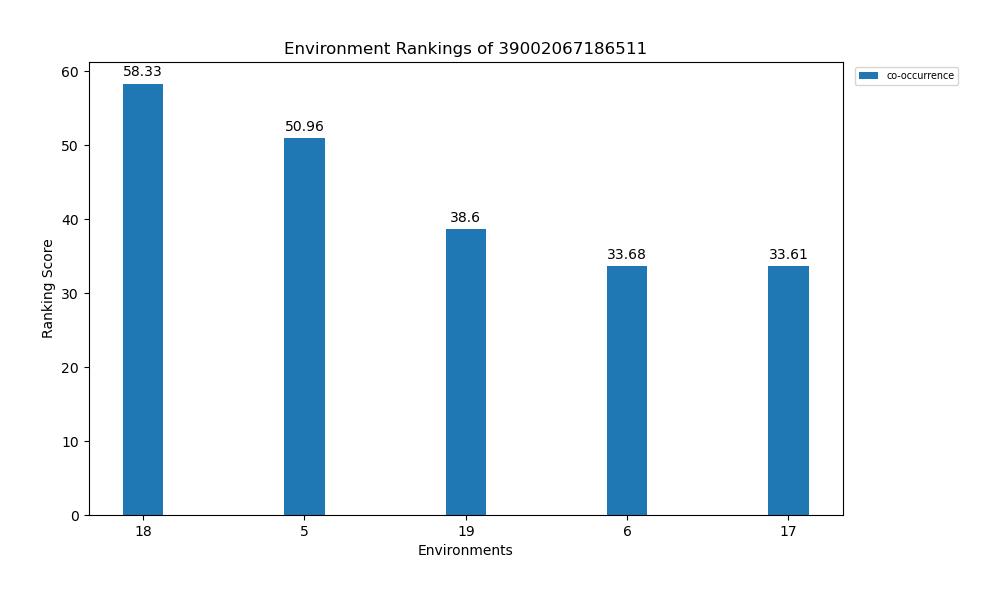 Environment Rankings of 39002067186511
co-occurrence
58.33
50.96
38.6
33.68
33.61
Ranking Score
60
50
40
30
20
10
0
18 5 19 6 17
Environments